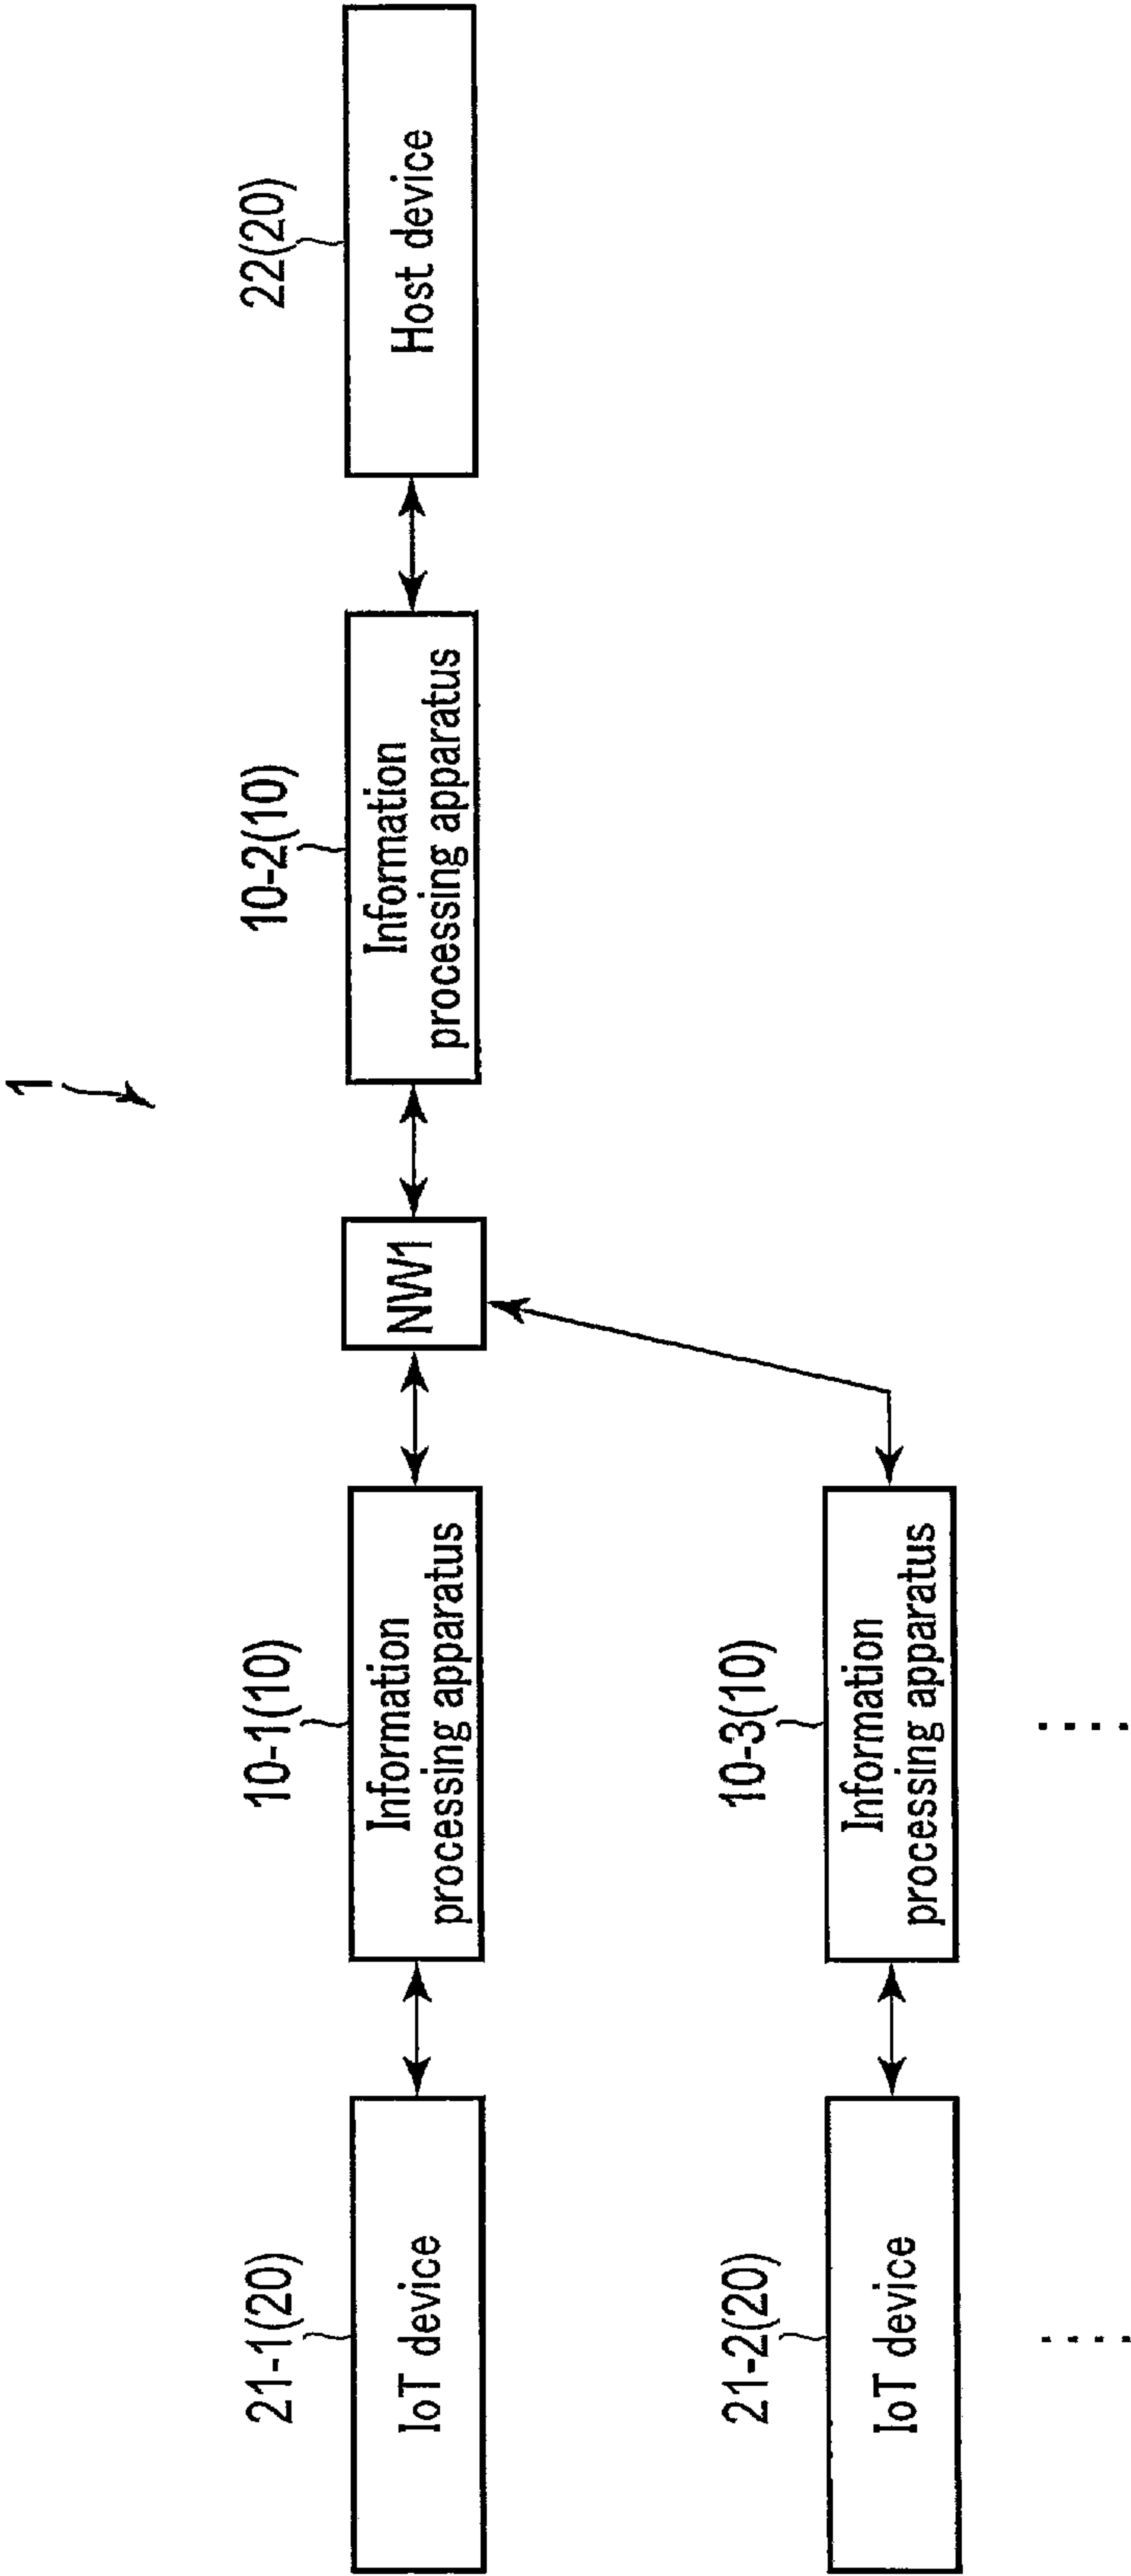 1
21-1(20)
10-1(10)
10-2(10)
22(20)
IoT device
Information
processing apparatus
NW1
Information
processing apparatus
Host device
21-2(20)
10-3(10)
IoT device
Information
processing apparatus
....
....